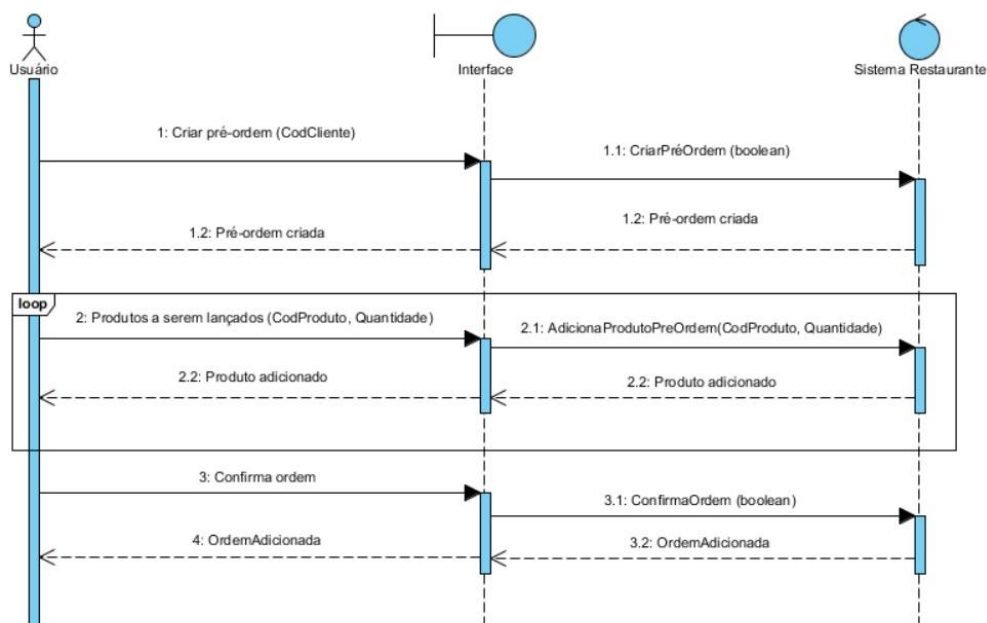 Usuário
Interface
Sistema Restaurante
1: Criar pré-ordem (CodCliente)
1.1: CriarPréOrdem (boolean)
1.2: Pré-ordem criada
1.2: Pré-ordem criada
loop
2: Produtos a serem lançados (CodProduto, Quantidade)
2.1: AdicionaProdutoPreOrdem(CodProduto, Quantidade)
2.2: Produto adicionado
2.2: Produto adicionado
3: Confirma ordem
3.1: ConfirmaOrdem (boolean)
4: OrdemAdicionada
3.2: OrdemAdicionada